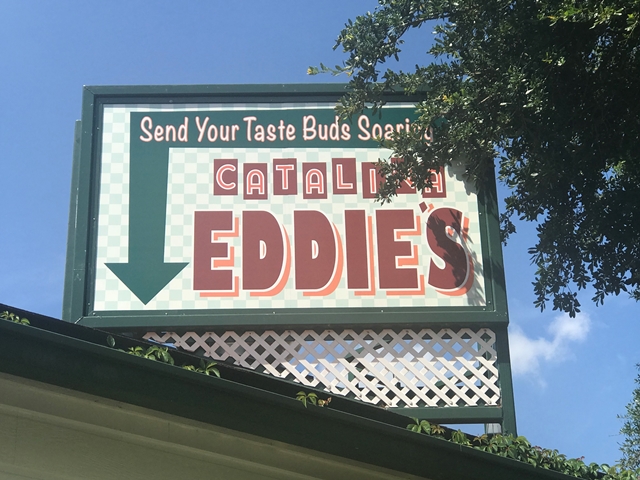 Send Your Taste Buds Soaring
CATALINA
EDDIE'S